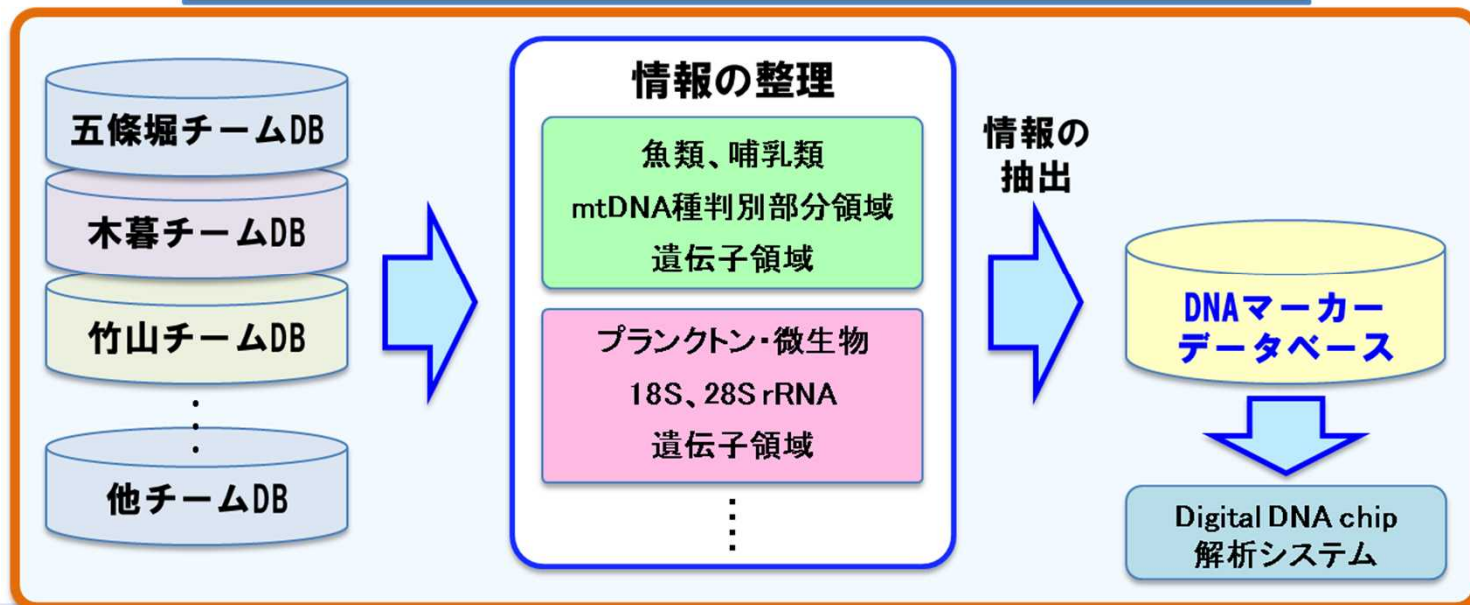 五條堀チームDB
木暮チームDB
竹山チームDB
他チームDB
情報の整理
魚類、哺乳類
mtDNA種判別部分領域
遺伝子領域
プランクトン・微生物
18S、28S rRNA
遺伝子領域
情報の
抽出
DNAマーカー
データベース
Digital DNA chip
解析システム